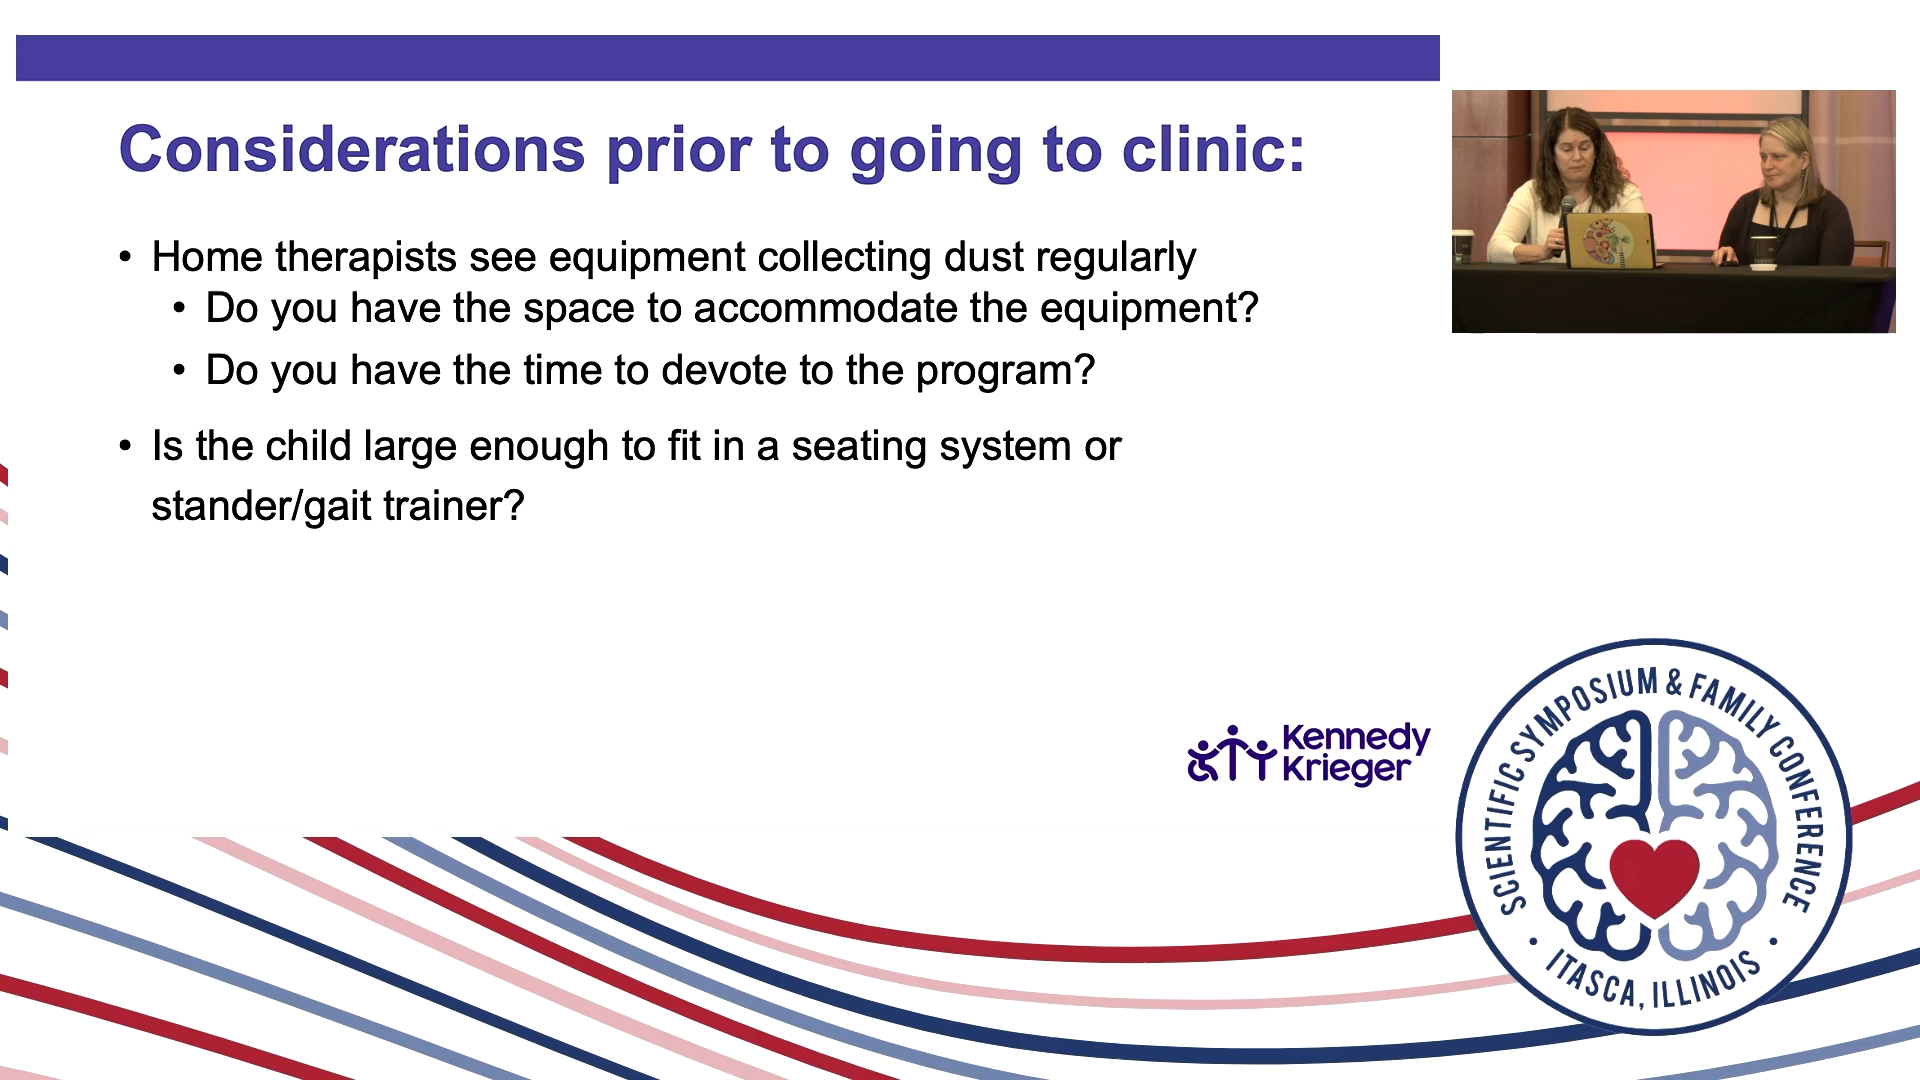 Considerations prior to going to clinic:
• Home therapists see equipment collecting dust regularly
• Do you have the space to accommodate the equipment?
• Do you have the time to devote to the program?
• Is the child large enough to fit in a seating system or
stander/gait trainer?
Kennedy
Krieger
SCIENTIFIC SYMPOSIUM & FAMILY CONFERENCE
• ITASCA, ILLINOIS •